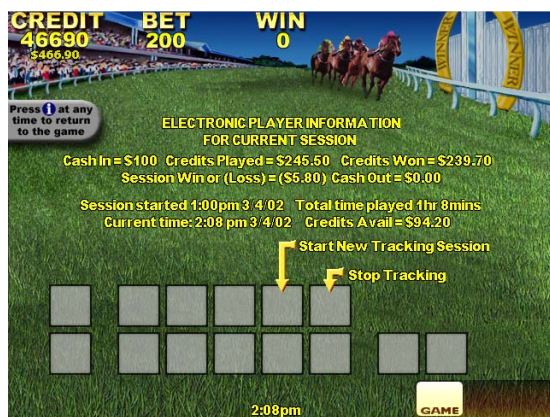 CREDIT BET WIN
46690 200 0
$466.90
WINNER WINNER
Press i at any
time to return
to the game
ELECTRONIC PLAYER INFORMATION
FOR CURRENT SESSION
Cash In = $100 Credits Played = $245.50 Credits Won = $239.70
Session Win or (Loss) = ($5.80) Cash Out = $0.00
Session started 1:00pm 3/4/02 Total time played 1hr 8mins
Current time: 2:08 pm 3/4/02 Credits Avail = $94.20
Start New Tracking Session
Stop Tracking
GAME
2:08pm